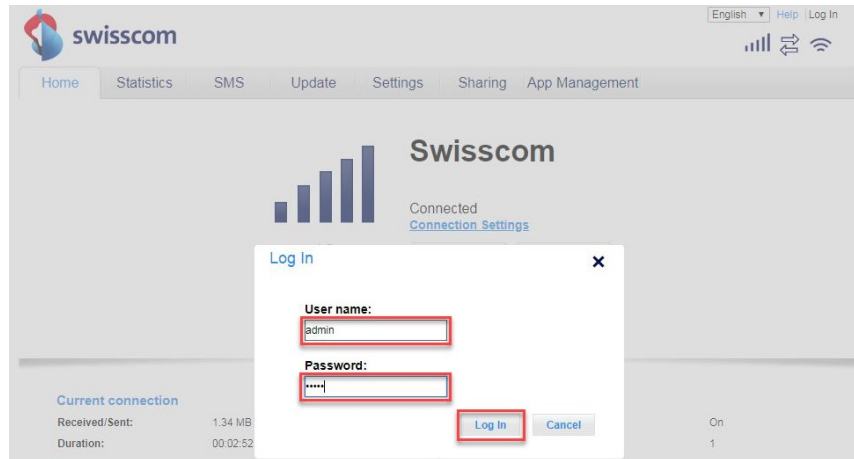 English Help Log In
swisscom
Home Statistics SMS Update Settings Sharing App Management
Swisscom
Connected
Connection Settings
Log In
User name:
admin
Password:
•••••
Log In Cancel
Current connection
Received/Sent: 1.34 MB On
Duration: 00:02:52 1